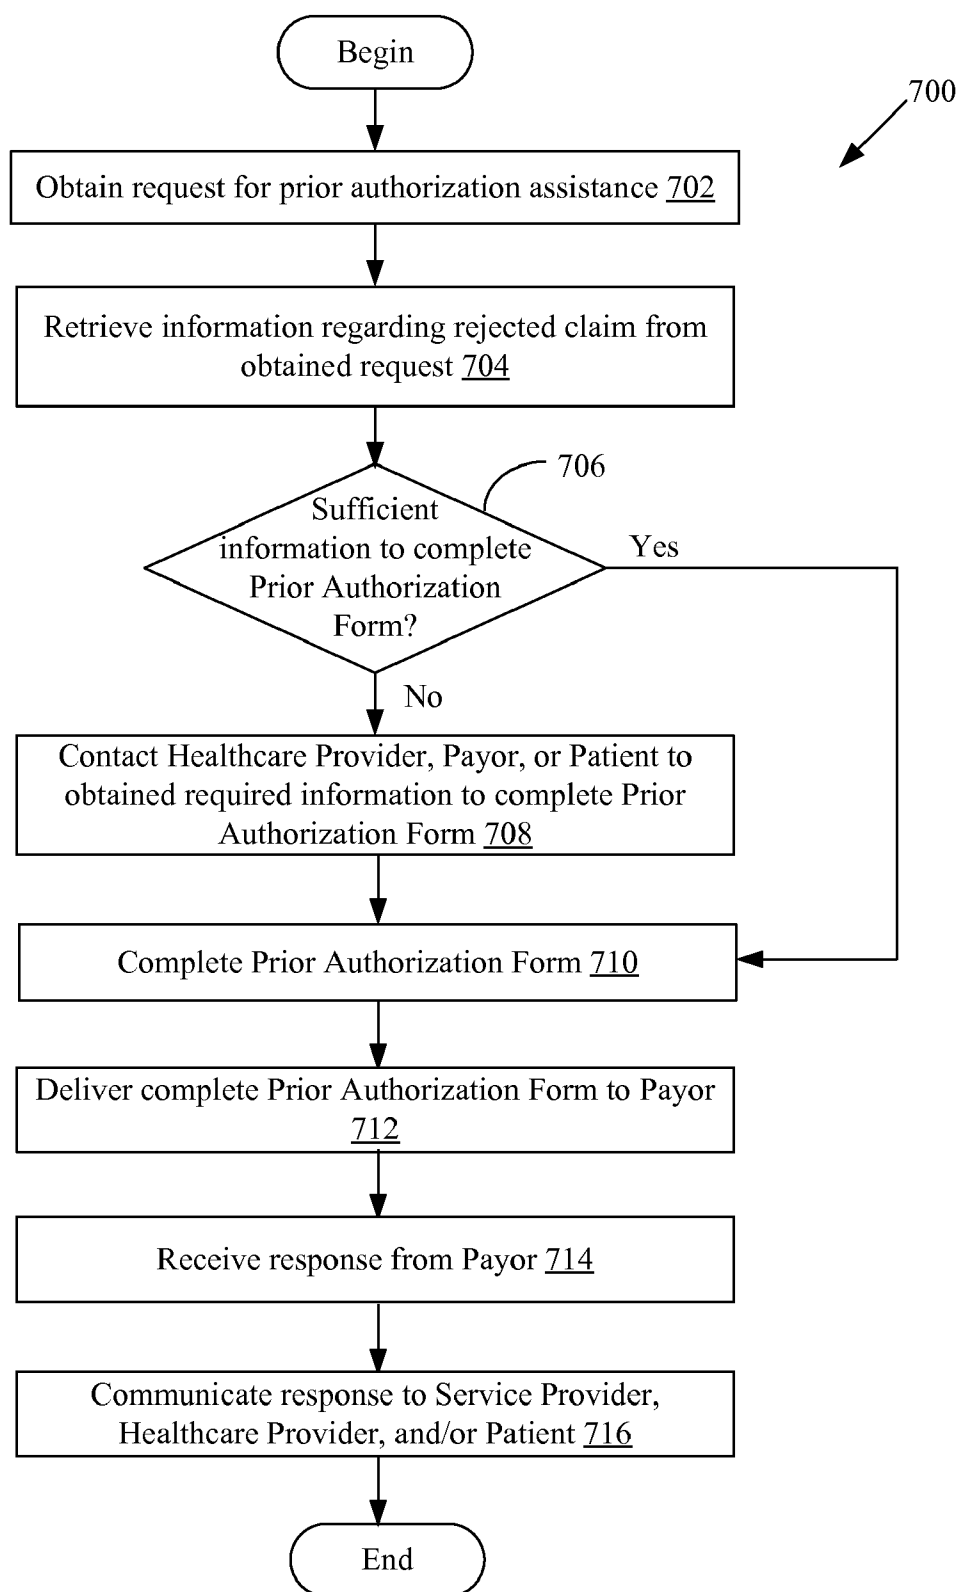 Begin
700
Obtain request for prior authorization assistance 702
Retrieve information regarding rejected claim from
obtained request 704
706
Sufficient
information to complete
Prior Authorization
Form?
Yes
No
Contact Healthcare Provider, Payor, or Patient to
obtained required information to complete Prior
Authorization Form 708
Complete Prior Authorization Form 710
Deliver complete Prior Authorization Form to Payor
712
Receive response from Payor 714
Communicate response to Service Provider,
Healthcare Provider, and/or Patient 716
End